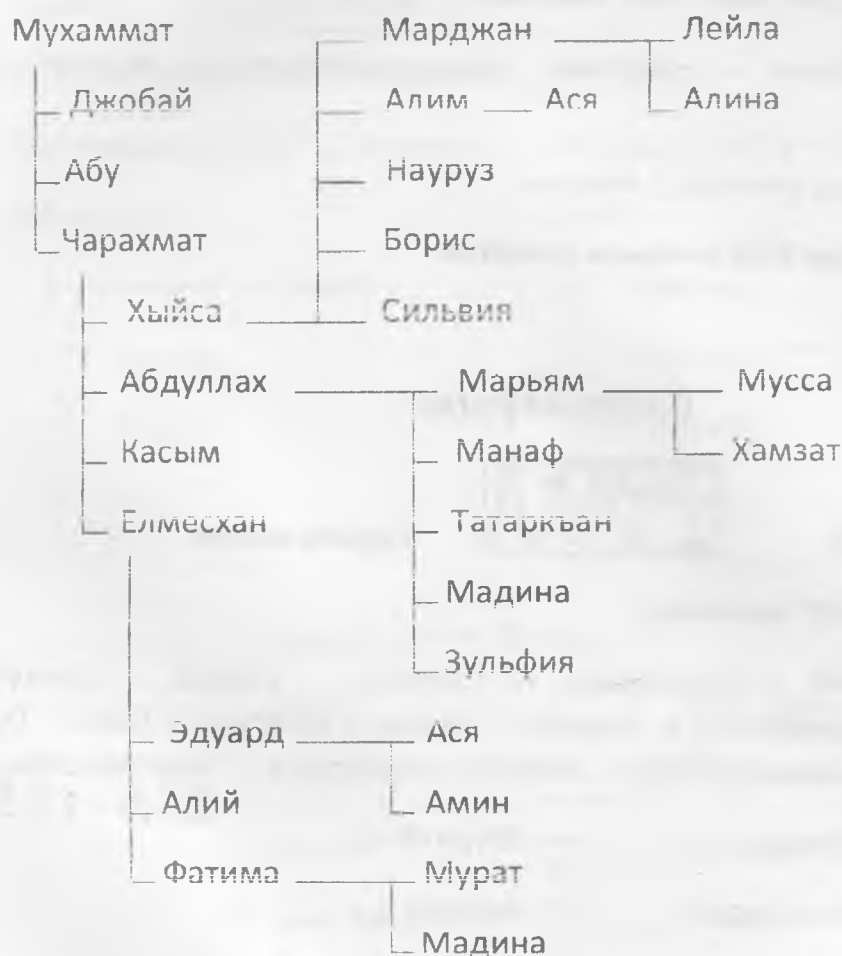 Мухаммат Марджан Лейла
Джобай Алим Ася Алина
Абу Науруз
Чарахмат Борис
Хыйса Сильвия
Абдуллах Марьям Мусса
Касым Манаф Хамзат
Елмесхан Татаркъан
Мадина
Зульфия
Эдуард Ася
Алий Амин
Фатима Мурат
Мадина